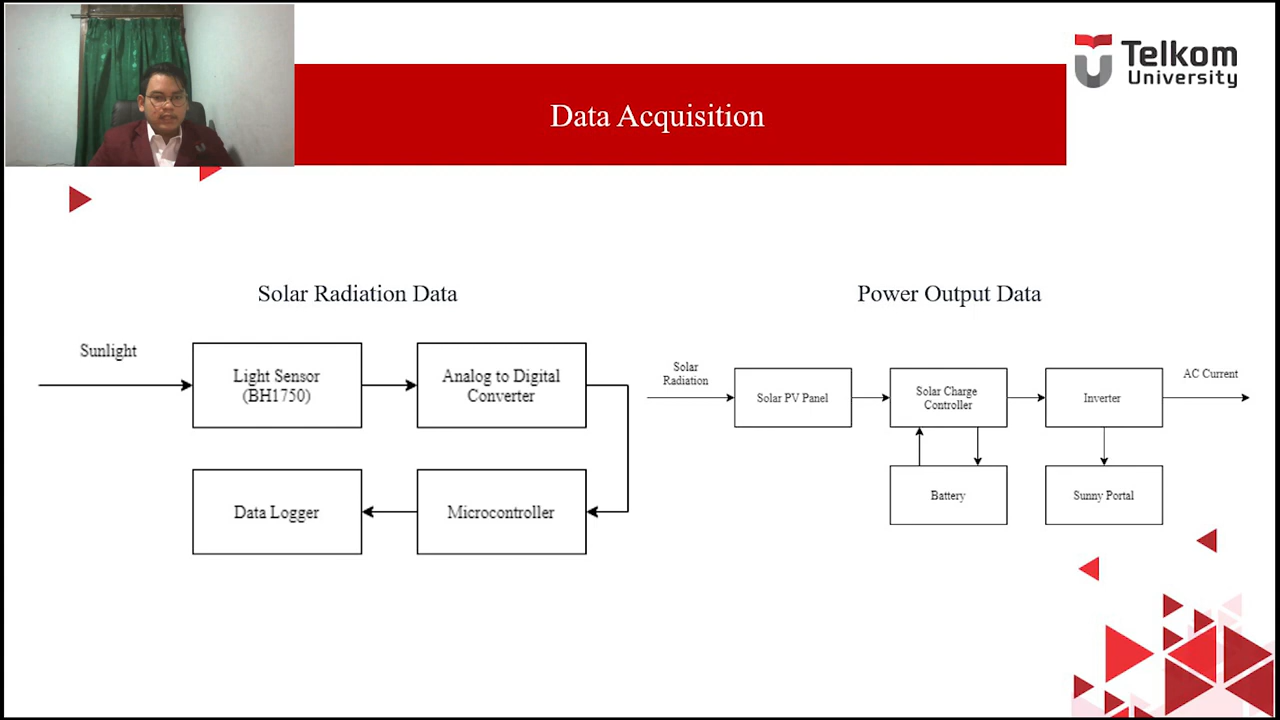 Telkom
University
Data Acquisition
Solar Radiation Data
Sunlight
Light Sensor
(BH1750)
Analog to Digital
Converter
Data Logger
Microcontroller
Power Output Data
Solar
Radiation
Solar PV Panel
Solar Charge
Controller
Inverter
AC Current
Battery
Sunny Portal